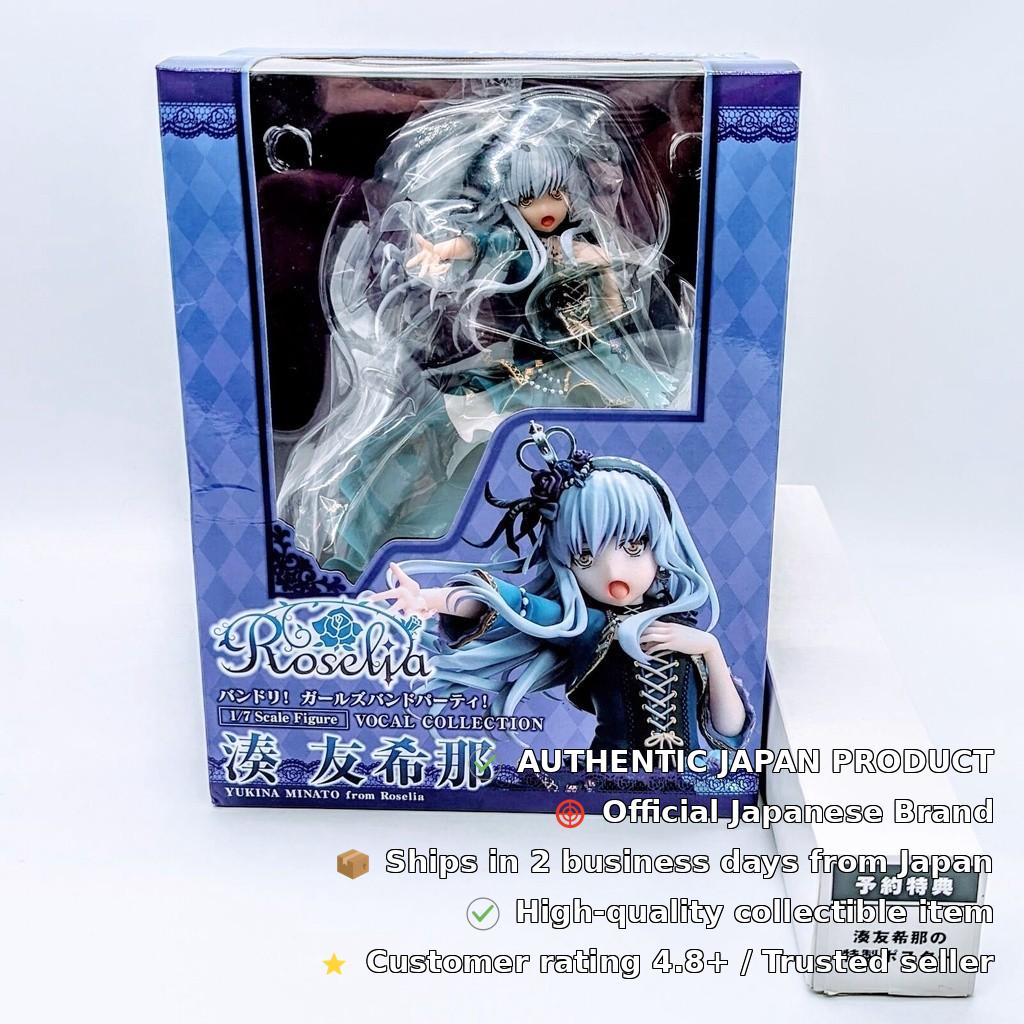 Roselia
バンドリ! ガールズバンドパーティ!
1/7 Scale Figure VOCAL COLLECTION
湊 友希那
YUKINA MINATO from Roselia
AUTHENTIC JAPAN PRODUCT
Official Japanese Brand
Ships in 2 business days from Japan
予約特典
High-quality collectible item
湊友希那の
Customer rating 4.8+ / Trusted seller